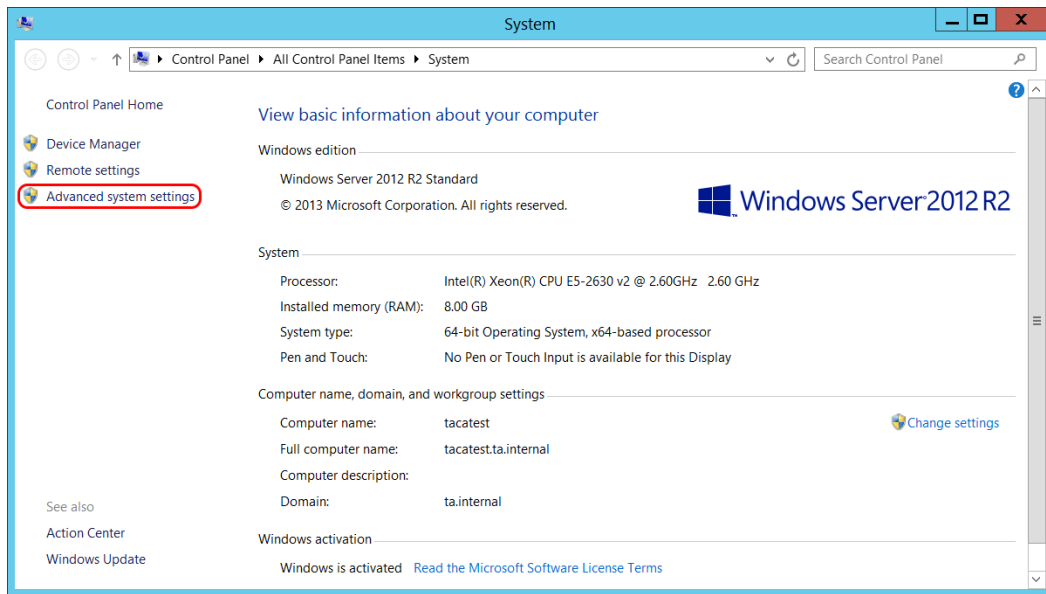 System
Control Panel All Control Panel Items System
Search Control Panel
Control Panel Home
Device Manager
Remote settings
Advanced system settings
View basic information about your computer
Windows edition
Windows Server 2012 R2 Standard
© 2013 Microsoft Corporation. All rights reserved.
Windows Server 2012 R2
System
Processor: Intel(R) Xeon(R) CPU E5-2630 v2 @ 2.60GHz 2.60 GHz
Installed memory (RAM): 8.00 GB
System type: 64-bit Operating System, x64-based processor
Pen and Touch: No Pen or Touch Input is available for this Display
Computer name, domain, and workgroup settings
Computer name: tacatest
Change settings
Full computer name: tacatest.ta.internal
Computer description:
Domain: ta.internal
Windows activation
Windows is activated Read the Microsoft Software License Terms
See also
Action Center
Windows Update